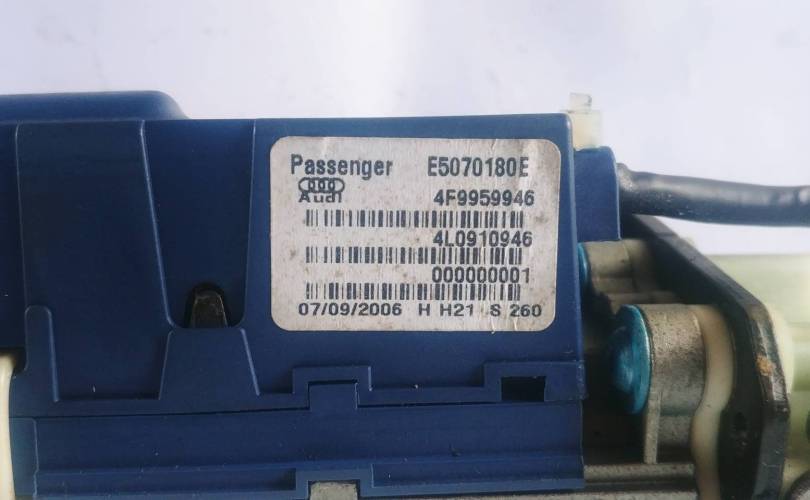 Passenger E5070180E
Audi 4F9959946
4L0910946
000000001
07/09/2006 H H21 S 260